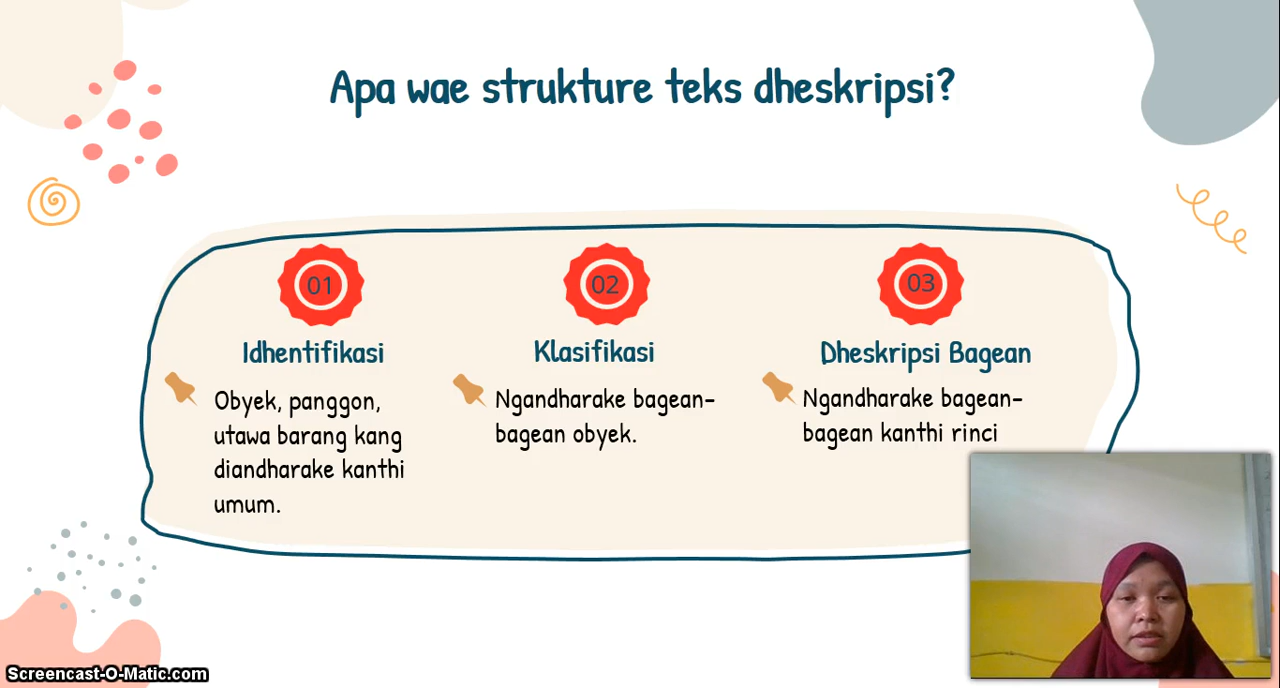 Apa wae strukture teks dheskripsi?
01
Idhentifikasi
Obyek, panggon,
utawa barang kang
diandharake kanthi
umum.
02
Klasifikasi
Ngandharake bagean-
bagean obyek.
03
Dheskripsi Bagean
Ngandharake bagean-
bagean kanthi rinci
Screencast-O-Matic.com